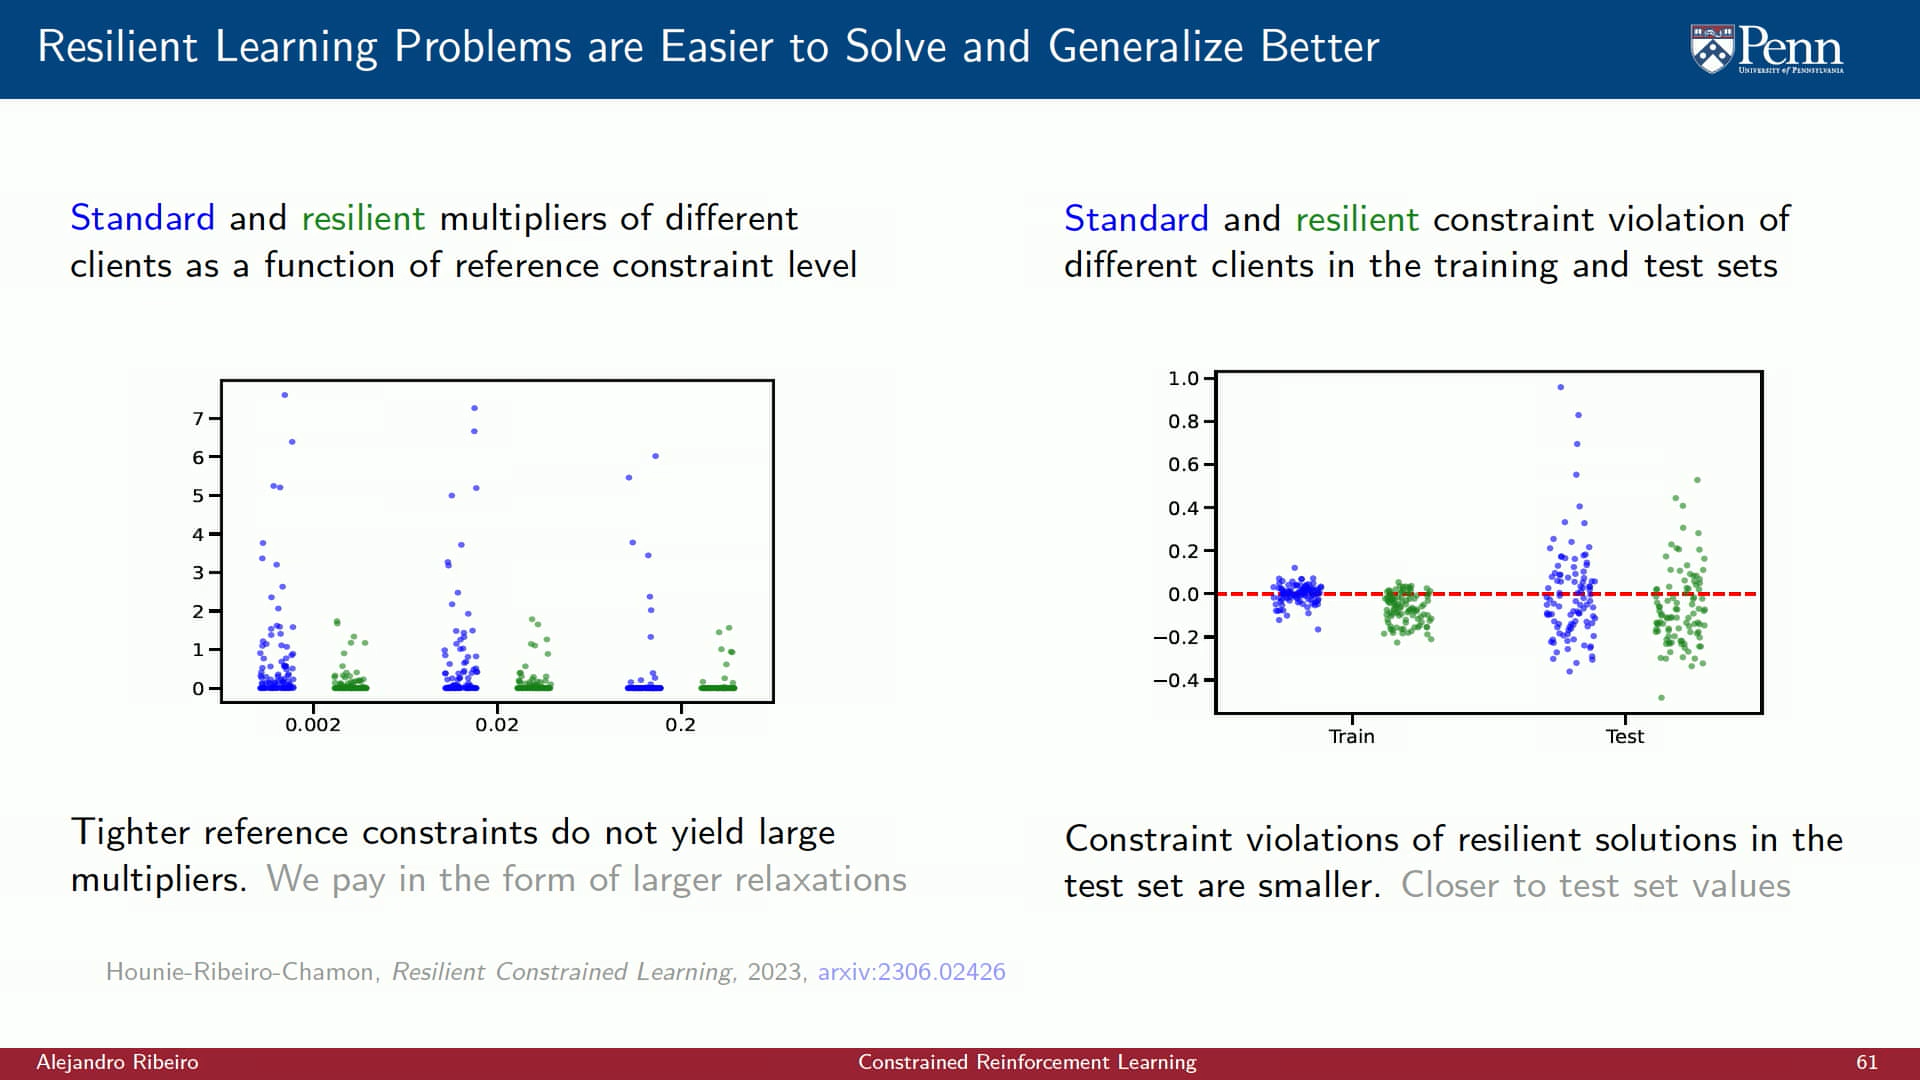 Resilient Learning Problems are Easier to Solve and Generalize Better
Penn
UNIVERSITY of PENNSYLVANIA
Standard and resilient multipliers of different
clients as a function of reference constraint level
Standard and resilient constraint violation of
different clients in the training and test sets
7
6
5
4
3
2
1
0
0.002
0.02
0.2
1.0
0.8
0.6
0.4
0.2
0.0
−0.2
−0.4
Train
Test
Tighter reference constraints do not yield large
multipliers. We pay in the form of larger relaxations
Constraint violations of resilient solutions in the
test set are smaller. Closer to test set values
Hounie-Ribeiro-Chamon, Resilient Constrained Learning, 2023, arxiv:2306.02426
Alejandro Ribeiro
Constrained Reinforcement Learning
61